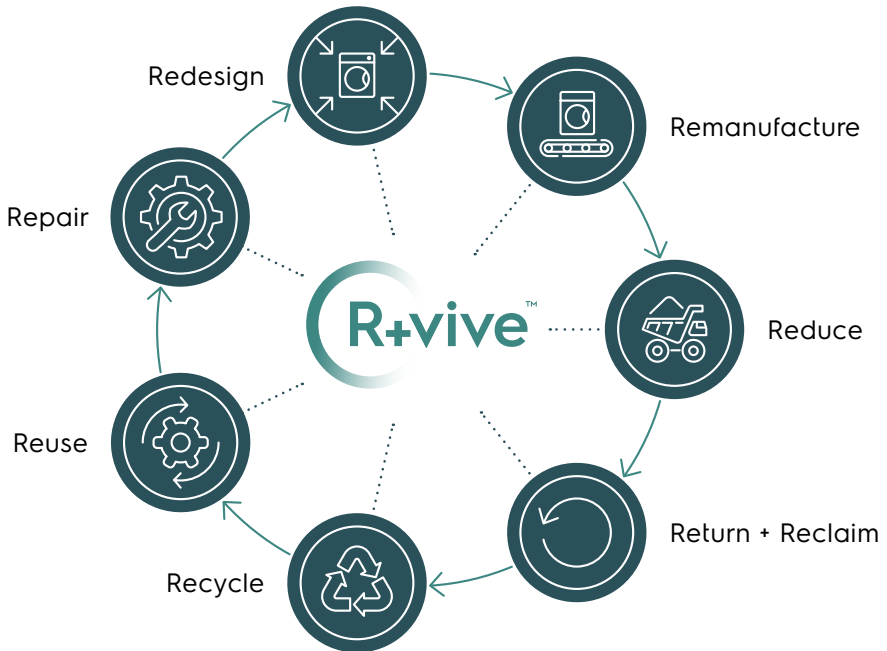 Redesign
Remanufacture
Repair
R+vive™
Reduce
Reuse
Return + Reclaim
Recycle